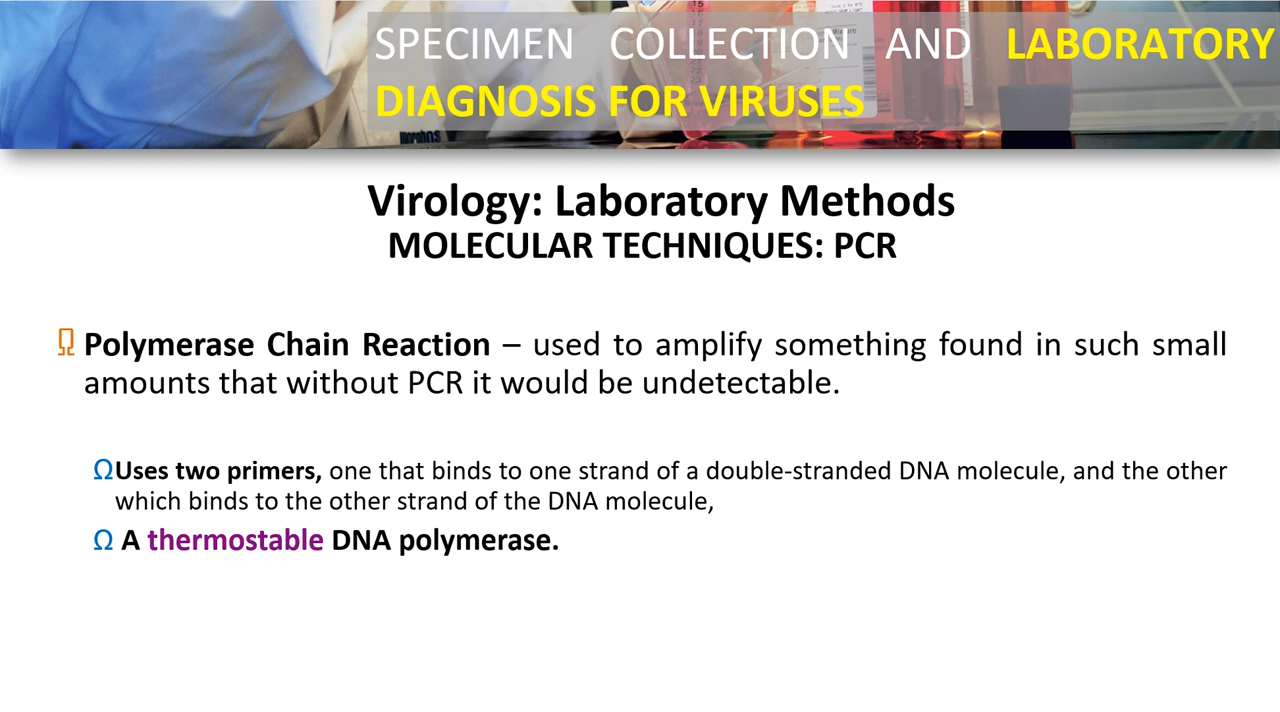 SPECIMEN COLLECTION AND LABORATORY
DIAGNOSIS FOR VIRUSES
Virology: Laboratory Methods
MOLECULAR TECHNIQUES: PCR
Ω Polymerase Chain Reaction – used to amplify something found in such small
amounts that without PCR it would be undetectable.
ΩUses two primers, one that binds to one strand of a double-stranded DNA molecule, and the other
which binds to the other strand of the DNA molecule,
Ω A thermostable DNA polymerase.